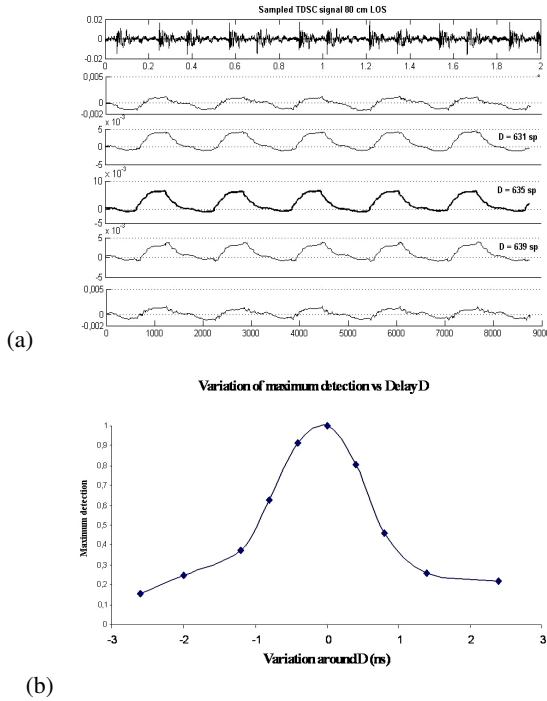 Sampled TDSC signal 80 cm LOS
0.02
0
-0.02
0 0.2 0.4 0.6 0.8 1 1.2 1.4 1.6 1.8 2
0,005
0
-0,002
x 10⁻³
5
0
-5
D = 631 sp
x 10⁻³
10
0
-5
D = 635 sp
x 10⁻³
5
0
-5
D = 639 sp
0,005
0
-0,002
0 1000 2000 3000 4000 5000 6000 7000 8000 9000
(a)
Variation of maximum detection vs Delay D
Maximum detection
1
0,9
0,8
0,7
0,6
0,5
0,4
0,3
0,2
0,1
0
-3 -2 -1 0 1 2 3
Variation around D (ns)
(b)